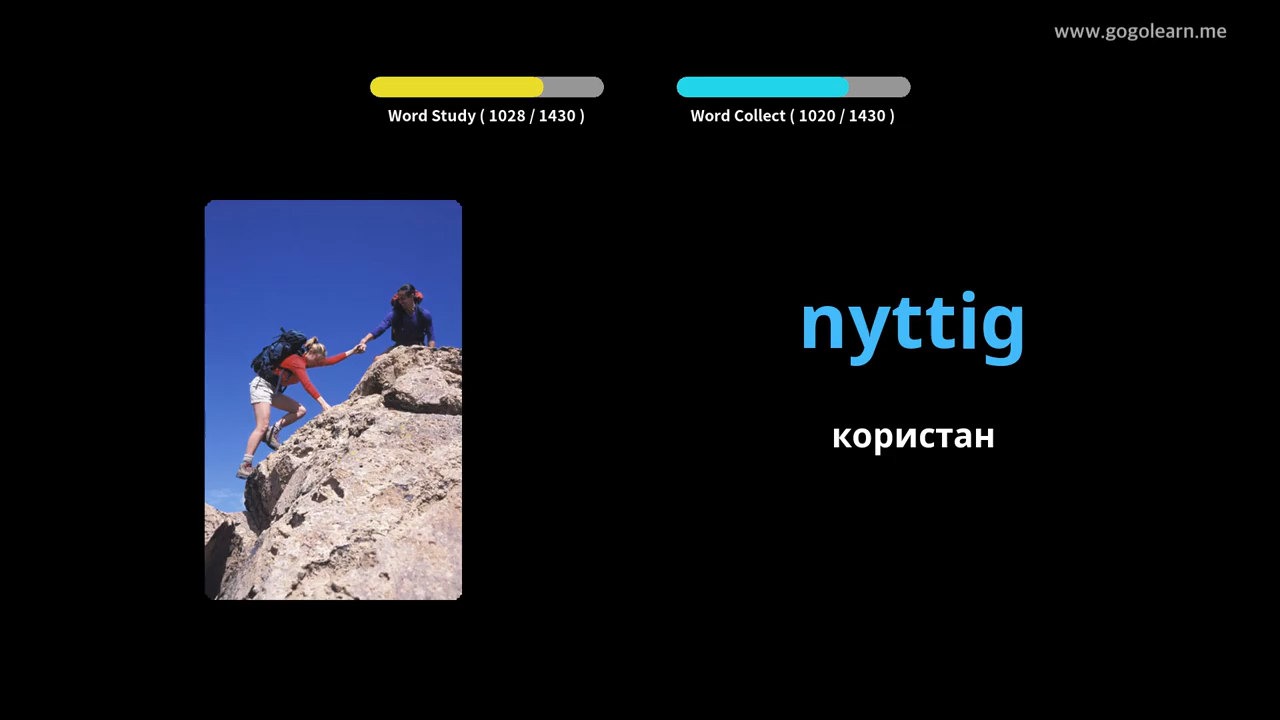 www.gogolearn.me
Word Study ( 1028 / 1430 )
Word Collect ( 1020 / 1430 )
nyttig
користан